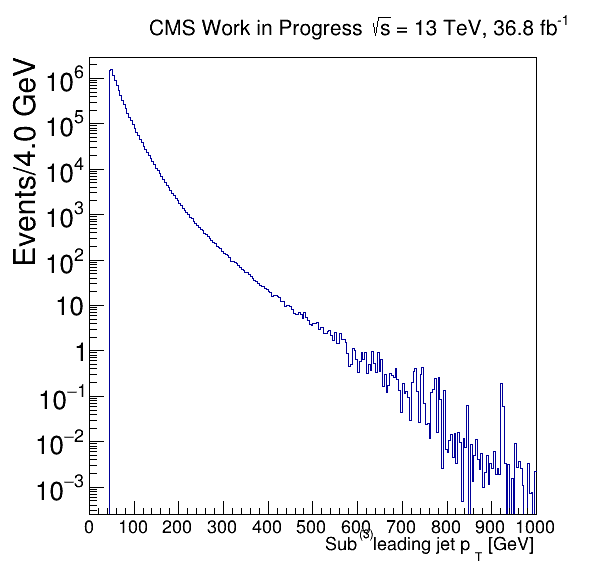 CMS Work in Progress √s = 13 TeV, 36.8 fb⁻¹
Events/4.0 GeV
10⁶
10⁵
10⁴
10³
10²
10
1
10⁻¹
10⁻²
10⁻³
0 100 200 300 400 500 600 700 800 900 1000
Sub⁽³⁾leading jet p_T [GeV]